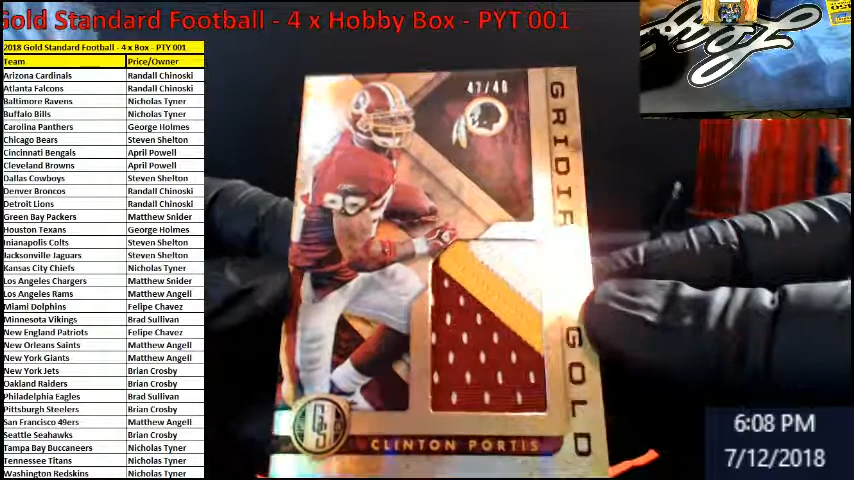 Gold Standard Football - 4 x Hobby Box - PYT 001
2018 Gold Standard Football - 4 x Box - PTY 001
Team Price/Owner
Arizona Cardinals Randall Chinoski
Atlanta Falcons Randall Chinoski
Baltimore Ravens Nicholas Tyner
Buffalo Bills Nicholas Tyner
Carolina Panthers George Holmes
Chicago Bears Steven Shelton
Cincinnati Bengals April Powell
Cleveland Browns April Powell
Dallas Cowboys Steven Shelton
Denver Broncos Randall Chinoski
Detroit Lions Randall Chinoski
Green Bay Packers Matthew Snider
Houston Texans George Holmes
Inianapolis Colts Steven Shelton
Jacksonville Jaguars Steven Shelton
Kansas City Chiefs Nicholas Tyner
Los Angeles Chargers Matthew Snider
Los Angeles Rams Matthew Angell
Miami Dolphins Felipe Chavez
Minnesota Vikings Brad Sullivan
New England Patriots Felipe Chavez
New Orleans Saints Matthew Angell
New York Giants Matthew Angell
New York Jets Brian Crosby
Oakland Raiders Brian Crosby
Philadelphia Eagles Brad Sullivan
Pittsburgh Steelers Brian Crosby
San Francisco 49ers Matthew Angell
Seattle Seahawks Brian Crosby
Tampa Bay Buccaneers Nicholas Tyner
Tennessee Titans Nicholas Tyner
Washington Redskins Nicholas Tyner
GRIDIR
GOLD
GS
CLINTON PORTIS
6:08 PM
7/12/2018